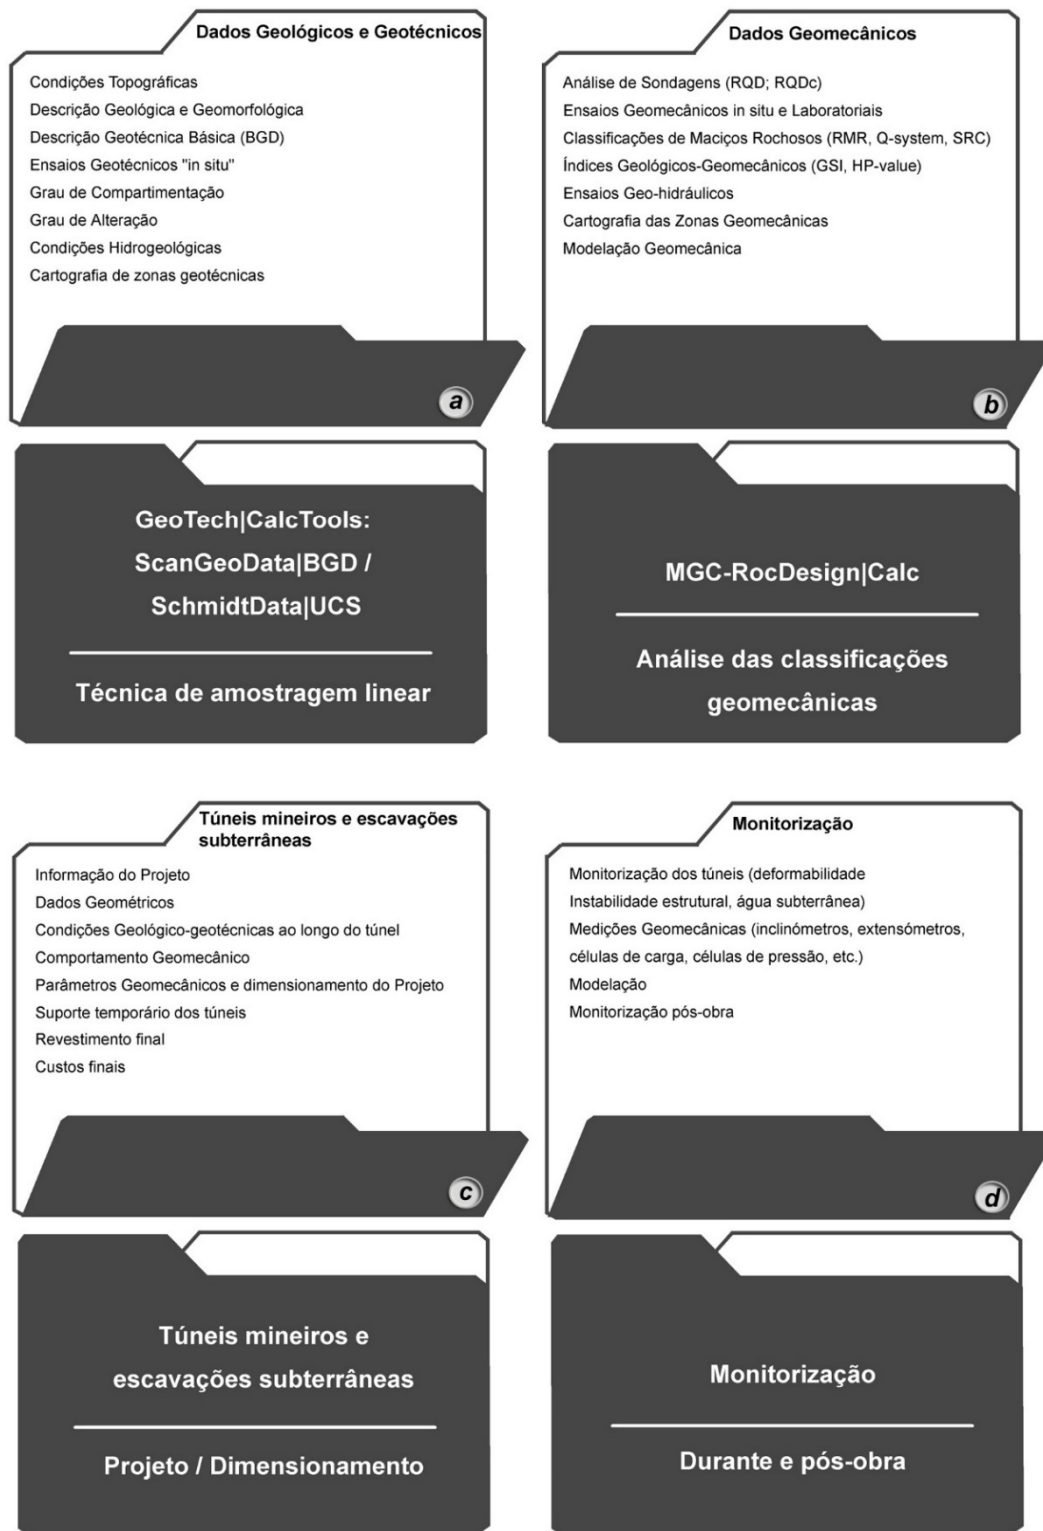 Dados Geológicos e Geotécnicos
Condições Topográficas
Descrição Geológica e Geomorfológica
Descrição Geotécnica Básica (BGD)
Ensaios Geotécnicos "in situ"
Grau de Compartimentação
Grau de Alteração
Condições Hidrogeológicas
Cartografia de zonas geotécnicas
a
GeoTech|CalcTools:
ScanGeoData|BGD /
SchmidtData|UCS
Técnica de amostragem linear
Dados Geomecânicos
Análise de Sondagens (RQD; RQDc)
Ensaios Geomecânicos in situ e Laboratoriais
Classificações de Maciços Rochosos (RMR, Q-system, SRC)
Índices Geológicos-Geomecânicos (GSI, HP-value)
Ensaios Geo-hidráulicos
Cartografia das Zonas Geomecânicas
Modelação Geomecânica
b
MGC-RocDesign|Calc
Análise das classificações
geomecânicas
Túneis mineiros e escavações
subterrâneas
Informação do Projeto
Dados Geométricos
Condições Geológico-geotécnicas ao longo do túnel
Comportamento Geomecânico
Parâmetros Geomecânicos e dimensionamento do Projeto
Suporte temporário dos túneis
Revestimento final
Custos finais
c
Túneis mineiros e
escavações subterrâneas
Projeto / Dimensionamento
Monitorização
Monitorização dos túneis (deformabilidade
Instabilidade estrutural, água subterrânea)
Medições Geomecânicas (inclinómetros, extensómetros,
células de carga, células de pressão, etc.)
Modelação
Monitorização pós-obra
d
Monitorização
Durante e pós-obra